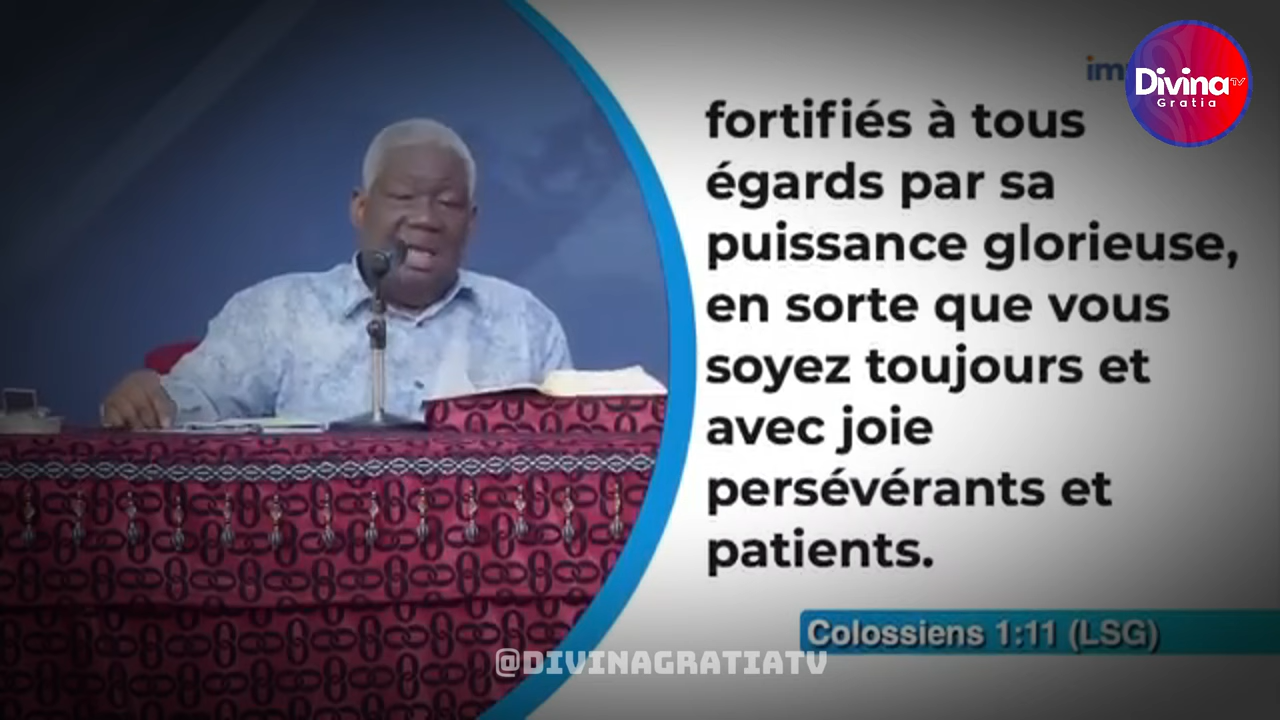 Divina TV
Gratia
fortifiés à tous
égards par sa
puissance glorieuse,
en sorte que vous
soyez toujours et
avec joie
persévérants et
patients.
Colossiens 1:11 (LSG)
@DIVINAGRATIATV